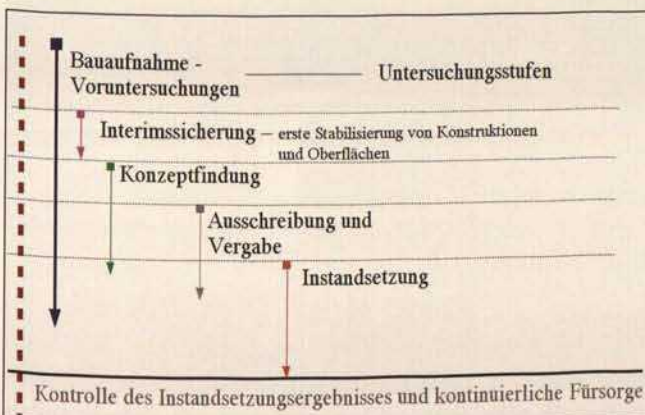 Bauaufnahme -
Voruntersuchungen
Untersuchungsstufen
Interimssicherung – erste Stabilisierung von Konstruktionen
und Oberflächen
Konzeptfindung
Ausschreibung und
Vergabe
Instandsetzung
Kontrolle des Instandsetzungsergebnisses und kontinuierliche Fürsorge